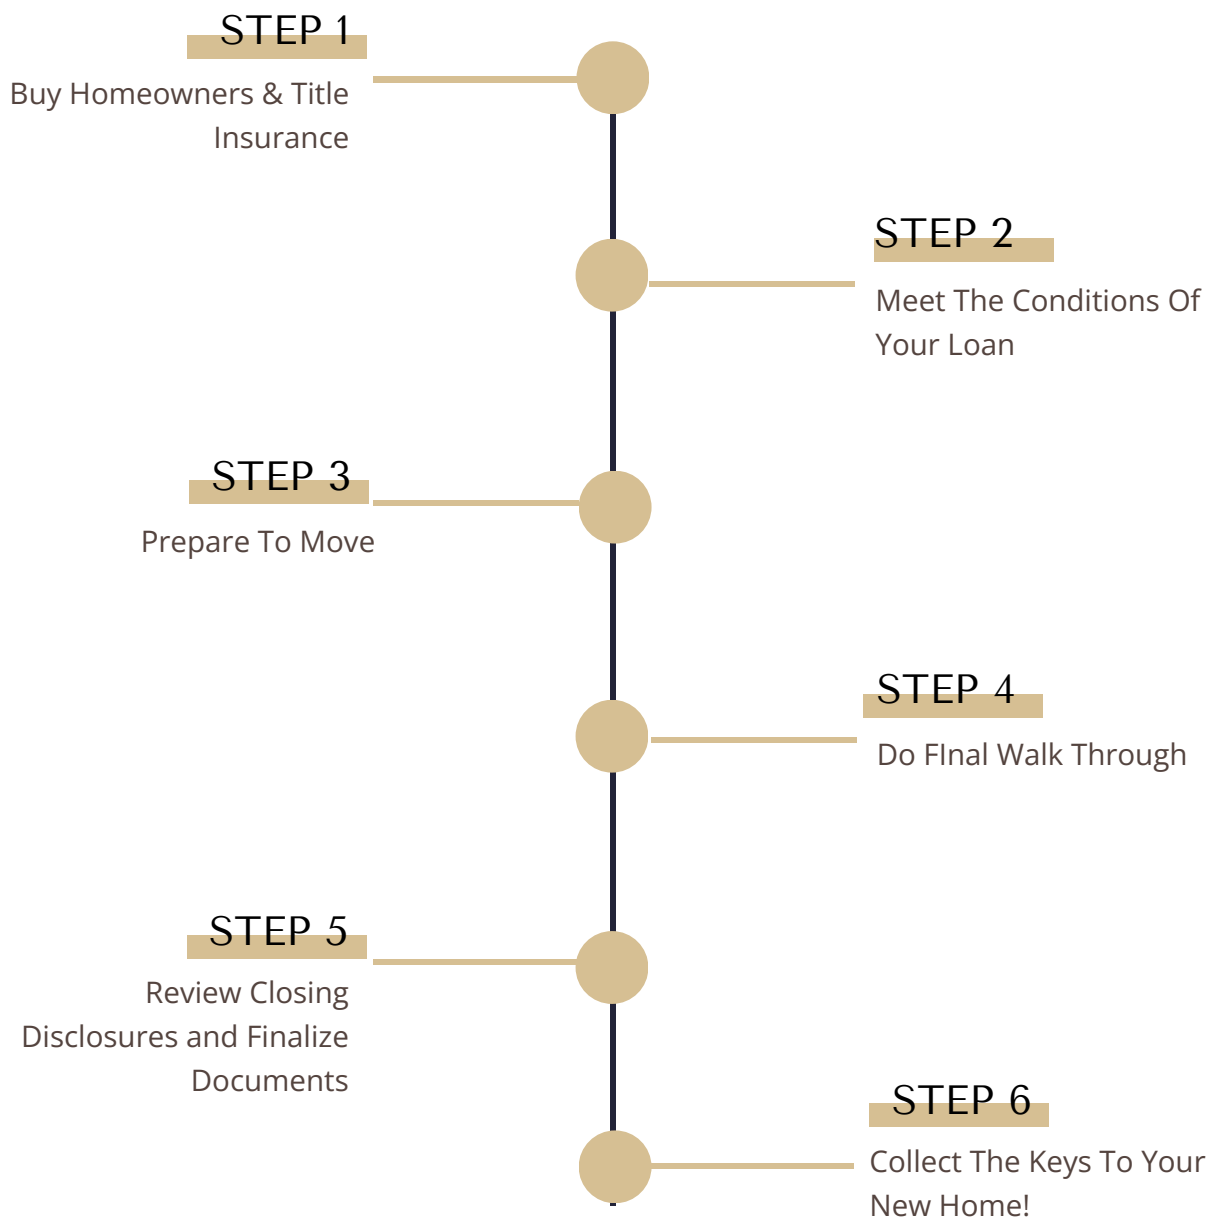 STEP 1
Buy Homeowners & Title
Insurance
STEP 2
Meet The Conditions Of
Your Loan
STEP 3
Prepare To Move
STEP 4
Do FInal Walk Through
STEP 5
Review Closing
Disclosures and Finalize
Documents
STEP 6
Collect The Keys To Your
New Home!